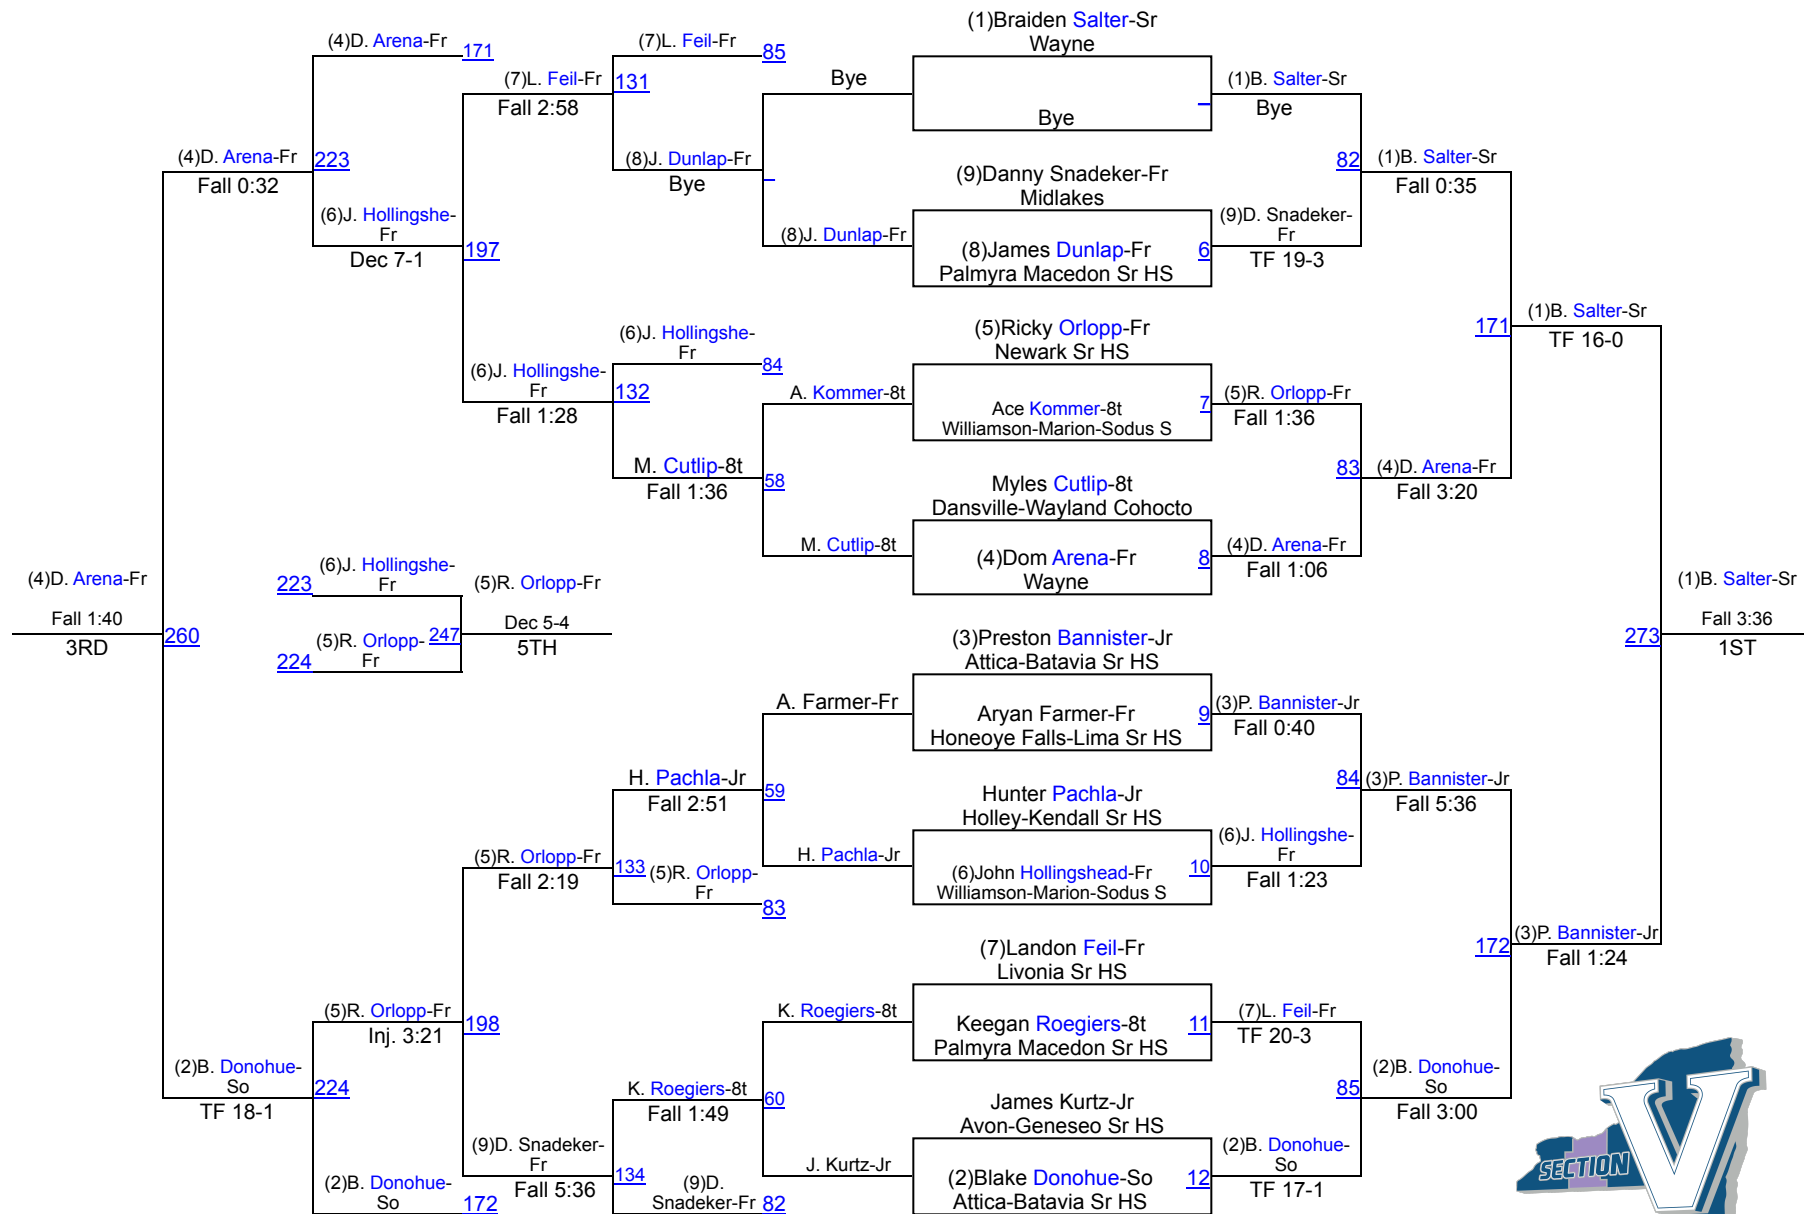 (1)Braiden Salter-Sr
Wayne
Bye
(9)Danny Snadeker-Fr
Midlakes
(8)James Dunlap-Fr
Palmyra Macedon Sr HS
6
(5)Ricky Orlopp-Fr
Newark Sr HS
Ace Kommer-8t
Williamson-Marion-Sodus S
7
Myles Cutlip-8t
Dansville-Wayland Cohocto
(4)Dom Arena-Fr
Wayne
8
(3)Preston Bannister-Jr
Attica-Batavia Sr HS
Aryan Farmer-Fr
Honeoye Falls-Lima Sr HS
9
Hunter Pachla-Jr
Holley-Kendall Sr HS
(6)John Hollingshead-Fr
Williamson-Marion-Sodus S
10
(7)Landon Feil-Fr
Livonia Sr HS
Keegan Roegiers-8t
Palmyra Macedon Sr HS
11
James Kurtz-Jr
Avon-Geneseo Sr HS
(2)Blake Donohue-So
Attica-Batavia Sr HS
12
(1)B. Salter-Sr
Bye
82
(9)D. Snadeker-
Fr
TF 19-3
(5)R. Orlopp-Fr
Fall 1:36
83
(4)D. Arena-Fr
Fall 1:06
(3)P. Bannister-Jr
Fall 0:40
84
(6)J. Hollingshe-
Fr
Fall 1:23
(7)L. Feil-Fr
TF 20-3
85
(2)B. Donohue-
So
TF 17-1
(1)B. Salter-Sr
Fall 0:35
171
(4)D. Arena-Fr
Fall 3:20
(3)P. Bannister-Jr
Fall 5:36
172
(2)B. Donohue-
So
Fall 3:00
(1)B. Salter-Sr
TF 16-0
273
(3)P. Bannister-Jr
Fall 1:24
(1)B. Salter-Sr
Fall 3:36
1ST
Bye
(8)J. Dunlap-Fr
A. Kommer-8t
58
M. Cutlip-8t
A. Farmer-Fr
59
H. Pachla-Jr
K. Roegiers-8t
60
J. Kurtz-Jr
(7)L. Feil-Fr
85
131
(8)J. Dunlap-Fr
Bye
(6)J. Hollingshe-
Fr
84
132
M. Cutlip-8t
Fall 1:36
H. Pachla-Jr
Fall 2:51
133
(5)R. Orlopp-
Fr
83
K. Roegiers-8t
Fall 1:49
134
(9)D.
Snadeker-Fr
82
(7)L. Feil-Fr
Fall 2:58
197
(6)J. Hollingshe-
Fr
Fall 1:28
(5)R. Orlopp-Fr
Fall 2:19
198
(9)D. Snadeker-
Fr
Fall 5:36
(4)D. Arena-Fr
171
223
(6)J. Hollingshe-
Fr
Dec 7-1
(5)R. Orlopp-Fr
Inj. 3:21
224
(2)B. Donohue-
So
172
(4)D. Arena-Fr
Fall 0:32
260
(2)B. Donohue-
So
TF 18-1
(4)D. Arena-Fr
Fall 1:40
3RD
(6)J. Hollingshe-
Fr
223
247
(5)R. Orlopp-
Fr
224
(5)R. Orlopp-Fr
Dec 5-4
5TH
SECTION V